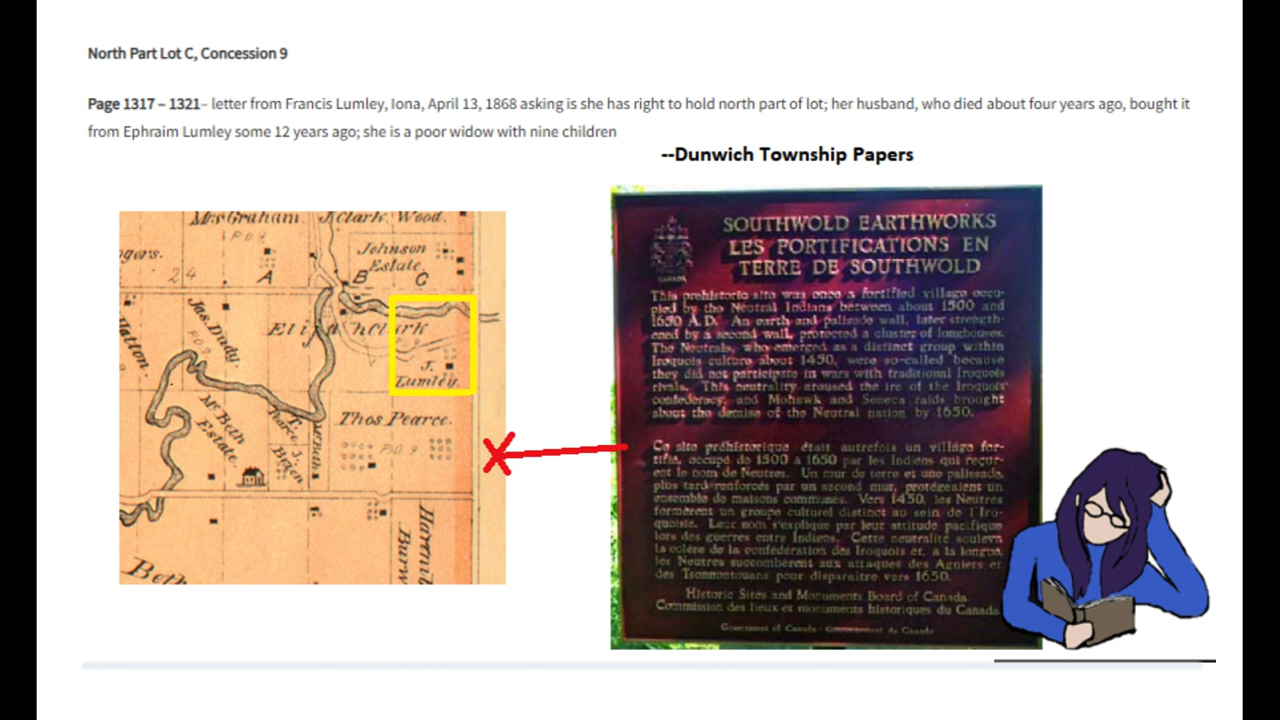 North Part Lot C, Concession 9
Page 1317 – 1321– letter from Francis Lumley, Iona, April 13, 1868 asking is she has right to hold north part of lot; her husband, who died about four years ago, bought it
from Ephraim Lumley some 12 years ago; she is a poor widow with nine children
--Dunwich Township Papers
Mrs Graham.
J. Clark. Wood.
Johnson
Estate.
24
A
B
C
Jas. Dudy.
Elizah Clark
J.
Lumley.
Mc Beth
Estate.
Thos Pearce.
Beth
SOUTHWOLD EARTHWORKS
LES FORTIFICATIONS EN
TERRE DE SOUTHWOLD
CANADA
This prehistoric site was once a fortified village occu-
pied by the Neutral Indians between about 1500 and
1650 A.D. An earth and palisade wall, later strength-
ened by a second wall, protected a cluster of longhouses.
The Neutrals, who emerged as a distinct group within
Iroquois culture about 1450, were so-called because
they did not participate in wars with traditional Iroquois
rivals. This neutrality aroused the ire of the Iroquois
confederacy, and Mohawk and Seneca raids brought
about the demise of the Neutral nation by 1650.
Ce site préhistorique était autrefois un village for-
tifié, occupé de 1500 à 1650 par les Indiens qui reçur-
ent le nom de Neutres. Un mur de terre et une palissade,
plus tard renforcés par un second mur, protégeaient un
ensemble de maisons communes. Vers 1450, les Neutres
formèrent un groupe culturel distinct au sein de l'Iro-
quoisie. Leur nom s'explique par leur attitude pacifique
lors des guerres entre Indiens. Cette neutralité souleva
la colère de la confédération des Iroquois et, à la longue,
les Neutres succombèrent aux attaques des Agniers et
des Tsonnontouans pour disparaître vers 1650.
Historic Sites and Monuments Board of Canada.
Commission des lieux et monuments historiques du Canada.
Government of Canada - Gouvernement du Canada